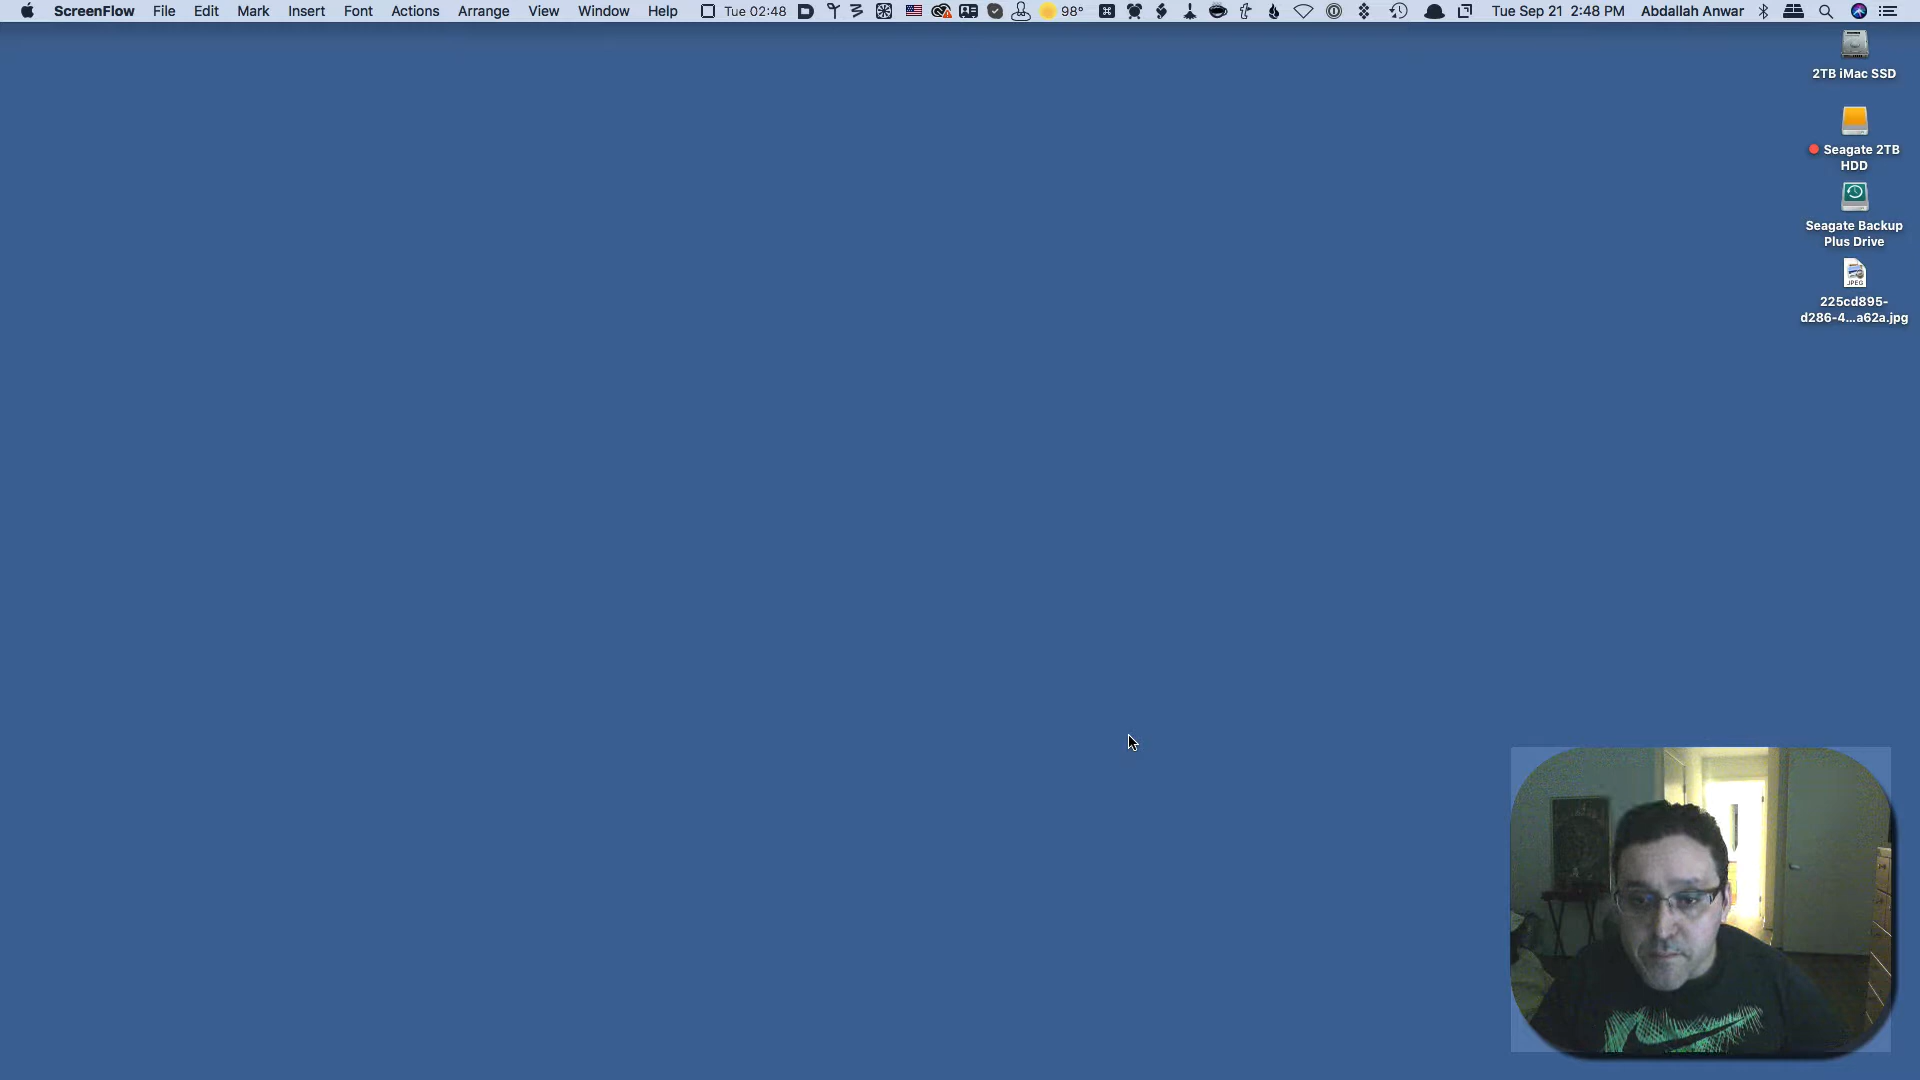 ScreenFlow File Edit Mark Insert Font Actions Arrange View Window Help Tue 02:48 98° Tue Sep 21 2:48 PM Abdallah Anwar
2TB iMac SSD
Seagate 2TB
HDD
Seagate Backup
Plus Drive
JPEG
225cd895-
d286-4...a62a.jpg